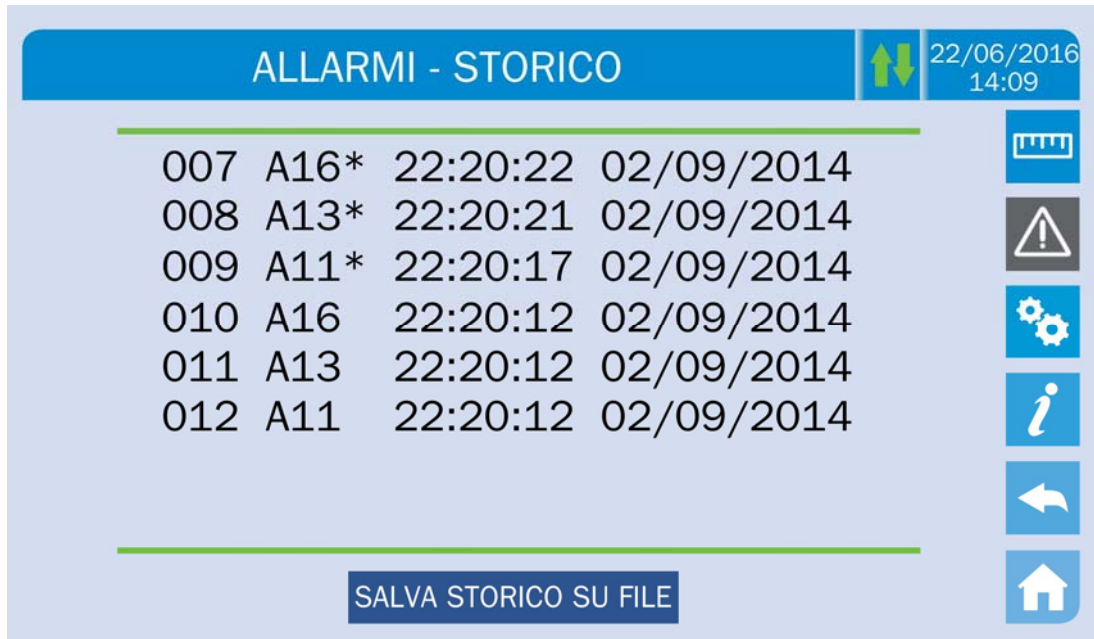 ALLARMI - STORICO
22/06/2016
14:09
007 A16* 22:20:22 02/09/2014
008 A13* 22:20:21 02/09/2014
009 A11* 22:20:17 02/09/2014
010 A16 22:20:12 02/09/2014
011 A13 22:20:12 02/09/2014
012 A11 22:20:12 02/09/2014
SALVA STORICO SU FILE